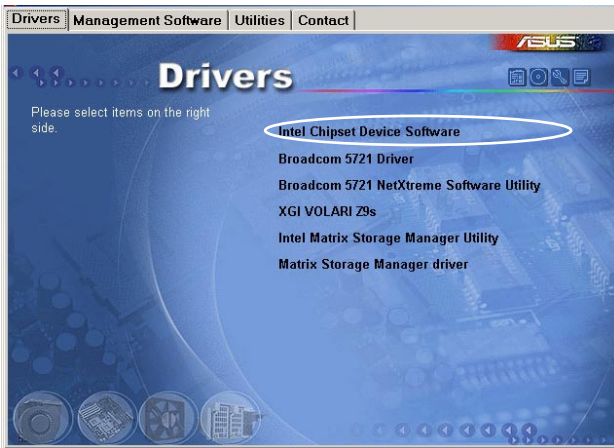 Drivers Management Software Utilities Contact
ASUS
Drivers
Please select items on the right
side.
Intel Chipset Device Software
Broadcom 5721 Driver
Broadcom 5721 NetXtreme Software Utility
XGI VOLARI Z9s
Intel Matrix Storage Manager Utility
Matrix Storage Manager driver